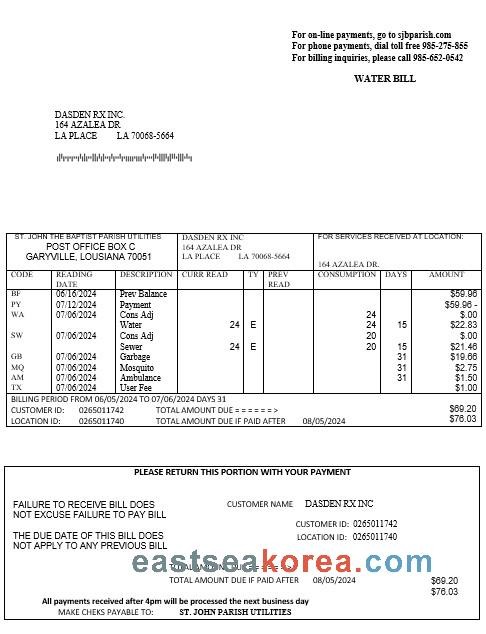 For on-line payments, go to sjbparish.com
For phone payments, dial toll free 985-275-855
For billing inquiries, please call 985-652-0542
WATER BILL
DASDEN RX INC.
164 AZALEA DR
LA PLACE LA 70068-5664
ST. JOHN THE BAPTIST PARISH UTILITIES
POST OFFICE BOX C
GARYVILLE, LOUSIANA 70051
DASDEN RX INC
164 AZALEA DR
LA PLACE LA 70068-5664
FOR SERVICES RECEIVED AT LOCATION:
164 AZALEA DR.
CODE READING DATE DESCRIPTION CURR READ TY PREV READ CONSUMPTION DAYS AMOUNT
BF 06/16/2024 Prev Balance $59.96
PY 07/12/2024 Payment $59.96 -
WA 07/06/2024 Cons Adj 24 $.00
Water 24 E 24 15 $22.83
SW 07/06/2024 Cons Adj 20 $.00
Sewer 24 E 20 15 $21.46
GB 07/06/2024 Garbage 31 $19.66
MQ 07/06/2024 Mosquito 31 $2.75
AM 07/06/2024 Ambulance 31 $1.50
TX 07/06/2024 User Fee $1.00
BILLING PERIOD FROM 06/05/2024 TO 07/06/2024 DAYS 31
CUSTOMER ID: 0265011742 TOTAL AMOUNT DUE = = = = = = > $69.20
LOCATION ID: 0265011740 TOTAL AMOUNT DUE IF PAID AFTER 08/05/2024 $76.03
PLEASE RETURN THIS PORTION WITH YOUR PAYMENT
FAILURE TO RECEIVE BILL DOES
NOT EXCUSE FAILURE TO PAY BILL
CUSTOMER NAME DASDEN RX INC
CUSTOMER ID: 0265011742
LOCATION ID: 0265011740
THE DUE DATE OF THIS BILL DOES
NOT APPLY TO ANY PREVIOUS BILL
eastseakorea.com
TOTAL AMOUNT DUE = = = = = = >
TOTAL AMOUNT DUE IF PAID AFTER 08/05/2024 $69.20
$76.03
All payments received after 4pm will be processed the next business day
MAKE CHEKS PAYABLE TO: ST. JOHN PARISH UTILITIES